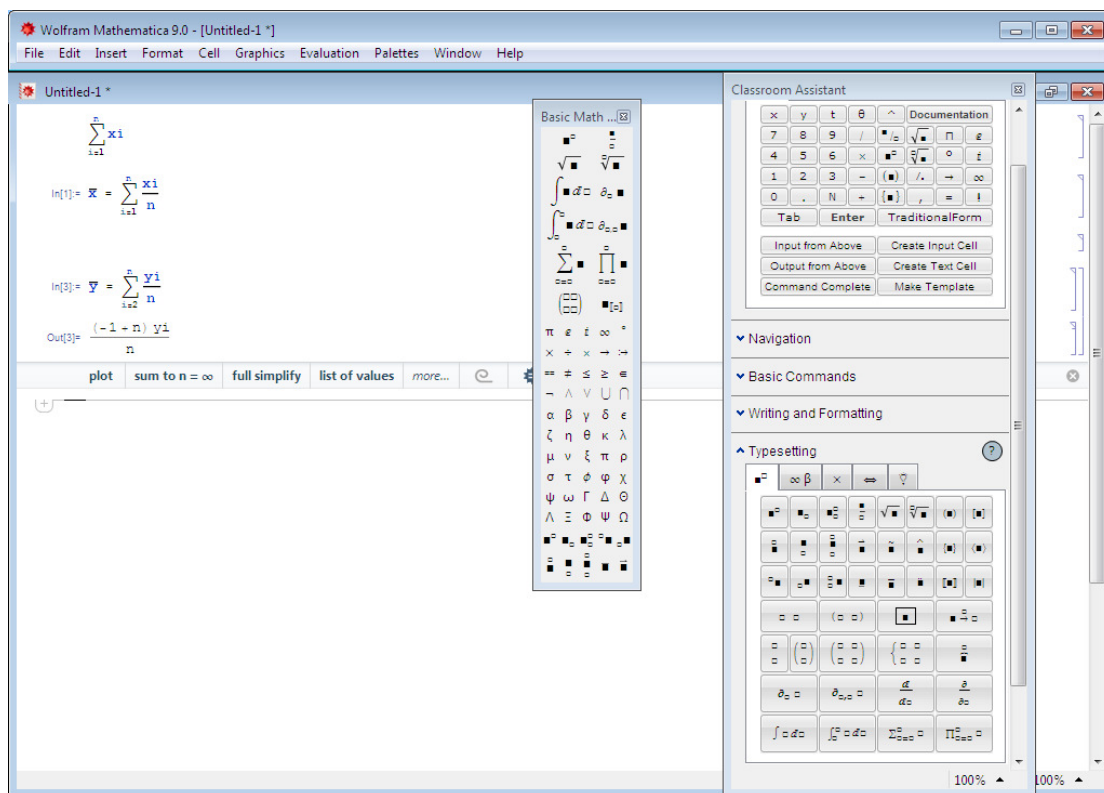 Wolfram Mathematica 9.0 - [Untitled-1 *]
File Edit Insert Format Cell Graphics Evaluation Palettes Window Help
Untitled-1 *
n
∑ xi
i=1
In[1]:= x̅ = ∑_{i=1}^{n} xi/n
In[3]:= y̅ = ∑_{i=2}^{n} yi/n
Out[3]= (-1 + n) yi
n
plot sum to n = ∞ full simplify list of values more...
Basic Math ...
∫ ■ ⅆ□ ∂□ ■
∑ ■ ∏ ■
π ⅇ ⅈ ∞ °
× ÷ × → :→
== ≠ ≤ ≥ ∈
¬ ∧ ∨ ∪ ∩
α β γ δ ϵ
ζ η θ κ λ
μ ν ξ π ρ
σ τ ϕ φ χ
ψ ω Γ Δ Θ
Λ Ξ Φ Ψ Ω
Classroom Assistant
x y t θ ^ Documentation
7 8 9 / ■/□ √■ Π ⅇ
4 5 6 × ■□ □√■ ° ⅈ
1 2 3 - (■) /. → ∞
0 . N + {■} , = !
Tab Enter TraditionalForm
Input from Above Create Input Cell
Output from Above Create Text Cell
Command Complete Make Template
Navigation
Basic Commands
Writing and Formatting
Typesetting ?
∞ β × ⇔
100% 100%